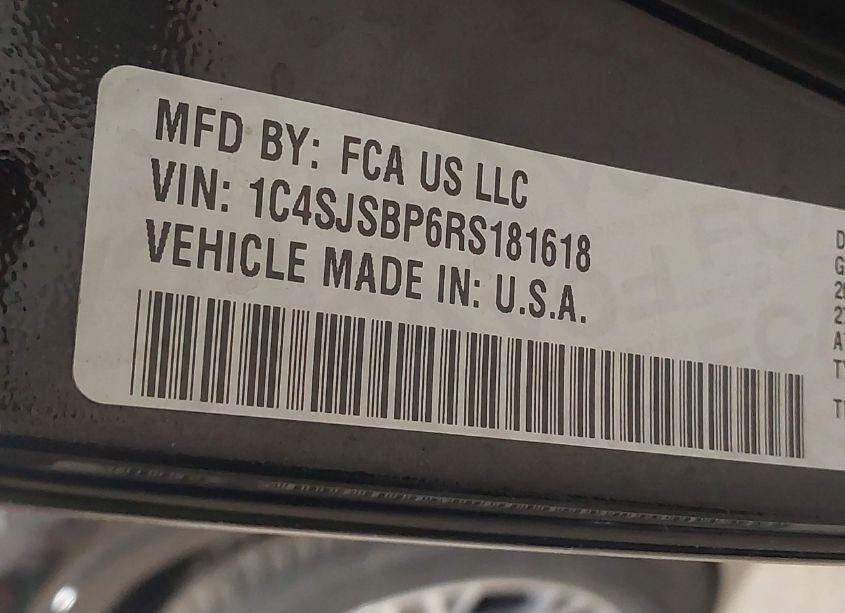 MFD BY: FCA US LLC
VIN: 1C4SJSBP6RS181618
VEHICLE MADE IN: U.S.A.